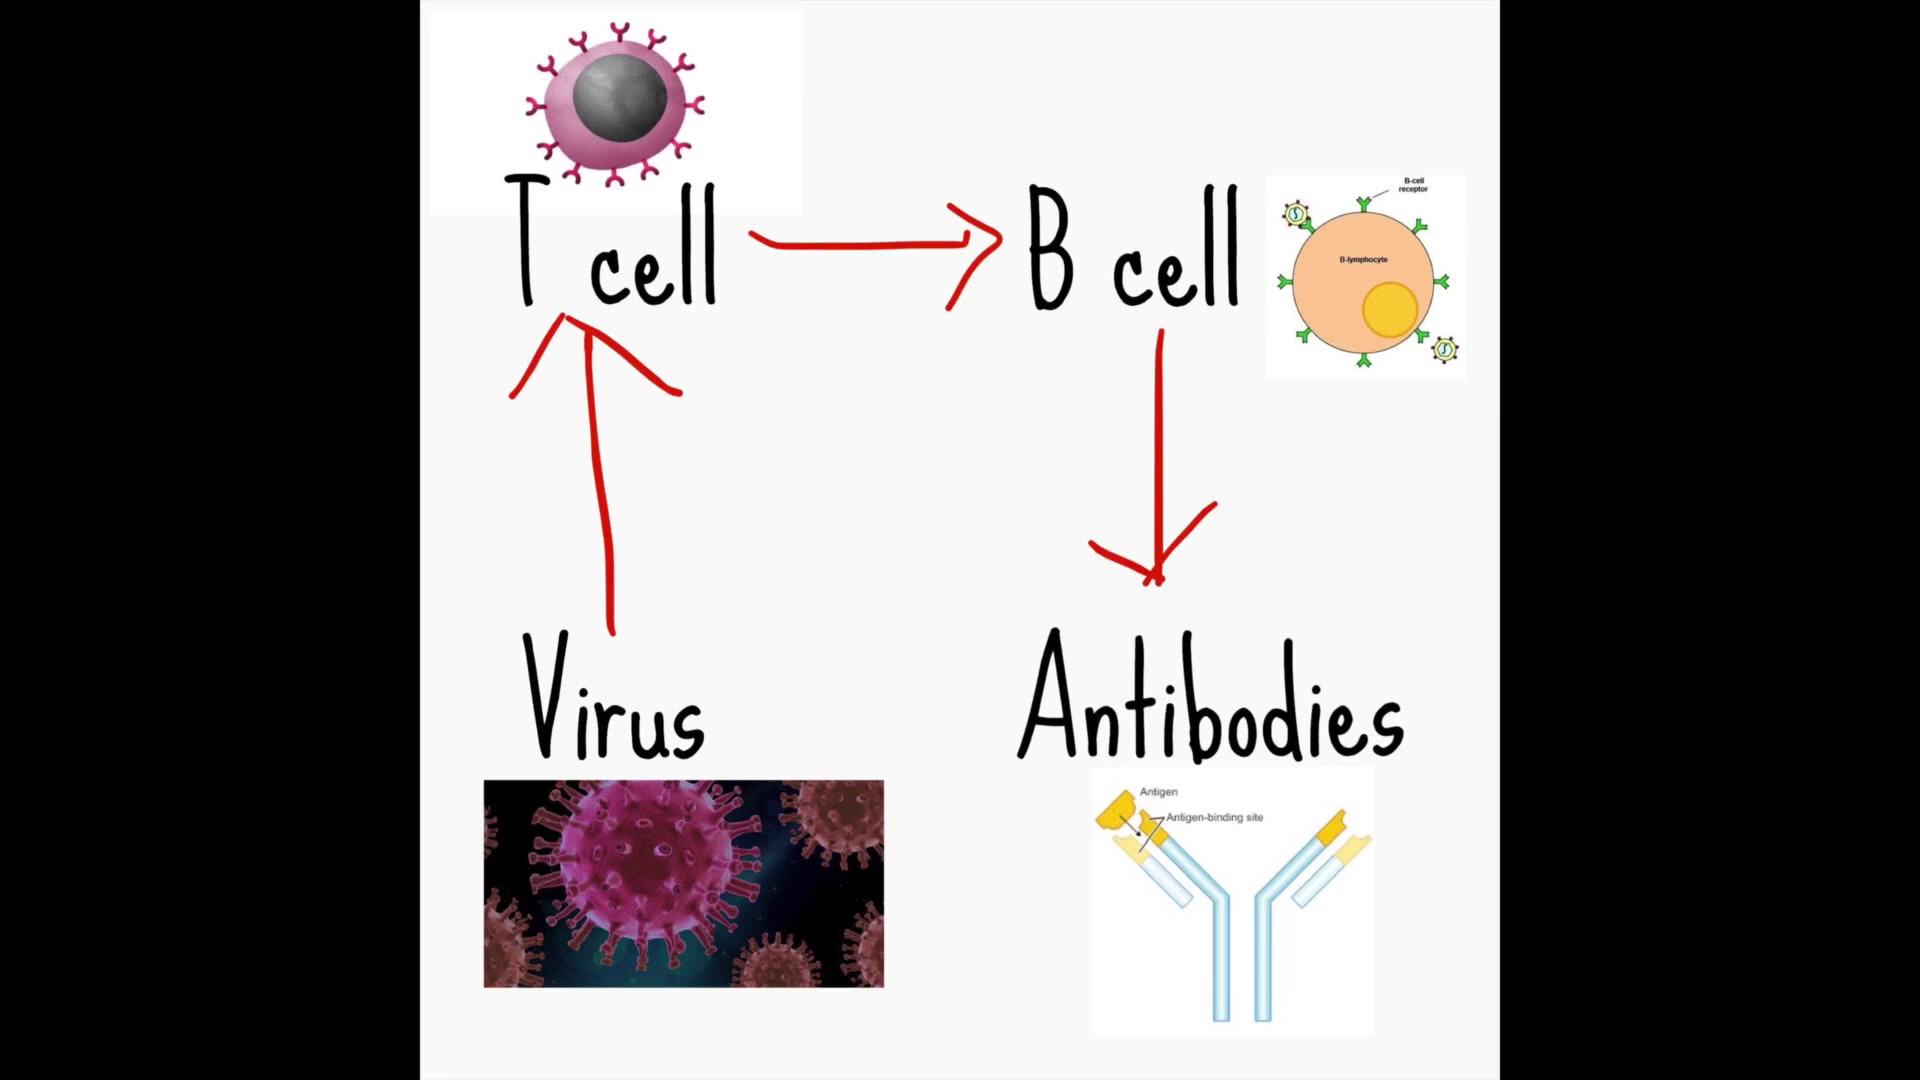 T cell
B cell
B-cell
receptor
B-lymphocyte
Virus
Antibodies
Antigen
Antigen-binding site